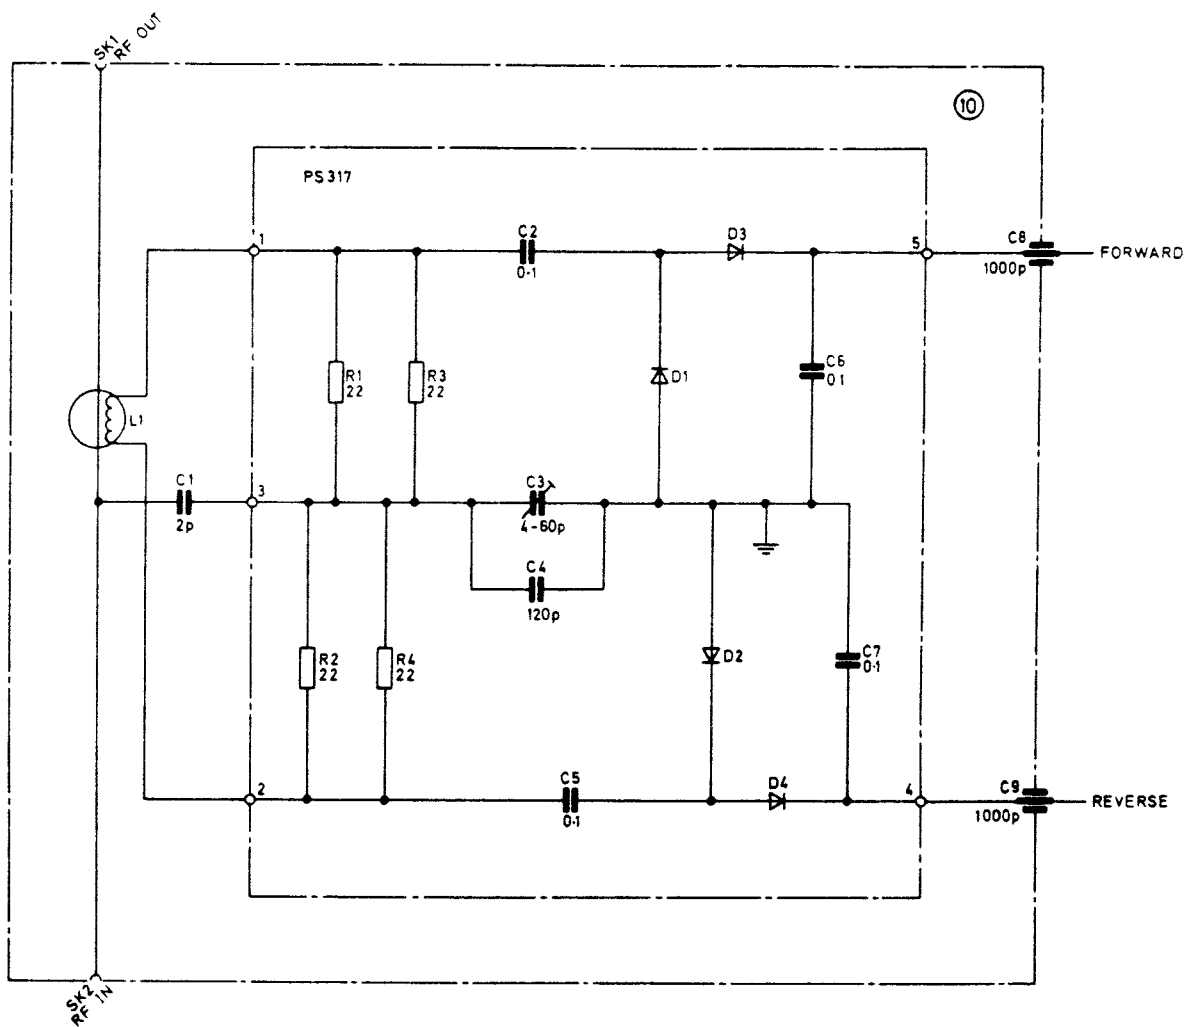 SK1
RF OUT
10
PS317
1
C2
0·1
D3
5
C8
1000p
FORWARD
R1
22
R3
22
D1
C6
0 1
L1
C1
2p
3
C3
4-60p
C4
120p
R2
22
R4
22
D2
C7
0·1
2
C5
0·1
D4
4
C9
1000p
REVERSE
SK2
RF IN